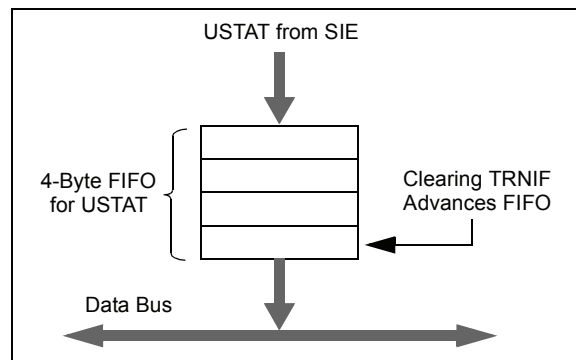 USTAT from SIE
4-Byte FIFO
for USTAT
Clearing TRNIF
Advances FIFO
Data Bus